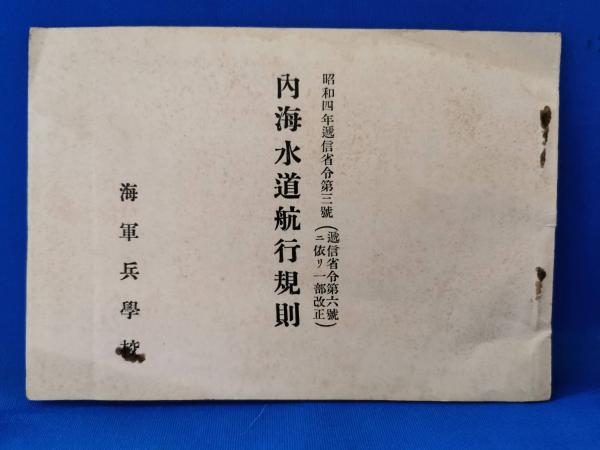 昭和四年遞信省令第三號(遞信省令第六號ニ依リ一部改正)
內海水道航行規則
海軍兵學校